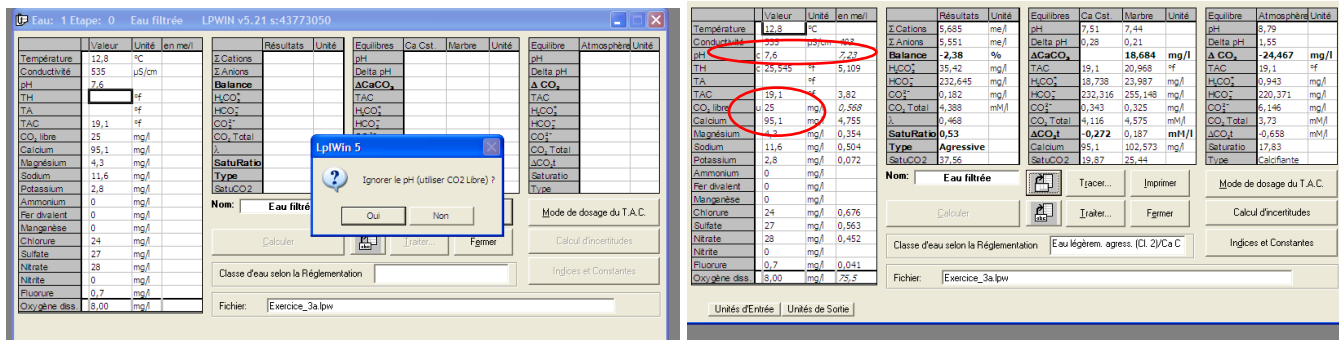 Eau: 1 Etape: 0 Eau filtrée LPWIN v5.21 s:43773050
Valeur Unité en me/l
Température 12,8 °C
Conductivité 535 µS/cm
pH 7,6
TH °f
TA °f
TAC 19,1 °f
CO₂ libre 25 mg/l
Calcium 95,1 mg/l
Magnésium 4,3 mg/l
Sodium 11,6 mg/l
Potassium 2,8 mg/l
Ammonium 0 mg/l
Fer divalent 0 mg/l
Manganèse 0 mg/l
Chlorure 24 mg/l
Sulfate 27 mg/l
Nitrate 28 mg/l
Nitrite 0 mg/l
Fluorure 0,7 mg/l
Oxygène diss. 8,00 mg/l
Résultats Unité
Σ Cations
Σ Anions
Balance
H₂CO₃*
HCO₃⁻
CO₃²⁻
CO₂ Total
λ
SatuRatio
Type
SatuCO2
Equilibres Ca Cst. Marbre Unité
pH
Delta pH
ΔCaCO₃
TAC
Equilibre Atmosphère Unité
pH
Delta pH
Δ CO₂
TAC
H₂CO₃*
HCO₃⁻
CO₃²⁻
CO₂ Total
ΔCO₂t
Saturatio
Type
LplWin 5
Ignorer le pH (utiliser CO2 Libre) ?
Oui Non
Nom: Eau filtré
Mode de dosage du T.A.C.
Calculer Traiter... Fermer Calcul d'incertitudes
Classe d'eau selon la Réglementation Indices et Constantes
Fichier: Exercice_3a.lpw
Valeur Unité en me/l
Température 12,8 °C
Conductivité 535 µS/cm 493
pH c 7,6 7,23
TH c 25,545 °f 5,109
TA °f
TAC 19,1 °f 3,82
CO₂ libre u 25 mg/l 0,568
Calcium 95,1 mg/l 4,755
Magnésium 4,3 mg/l 0,354
Sodium 11,6 mg/l 0,504
Potassium 2,8 mg/l 0,072
Ammonium 0 mg/l
Fer divalent 0 mg/l
Manganèse 0 mg/l
Chlorure 24 mg/l 0,676
Sulfate 27 mg/l 0,563
Nitrate 28 mg/l 0,452
Nitrite 0 mg/l
Fluorure 0,7 mg/l 0,041
Oxygène diss. 8,00 mg/l 75,5
Unités d'Entrée Unités de Sortie
Résultats Unité
Σ Cations 5,685 me/l
Σ Anions 5,551 me/l
Balance -2,38 %
H₂CO₃* 35,42 mg/l
HCO₃⁻ 232,645 mg/l
CO₃²⁻ 0,182 mg/l
CO₂ Total 4,388 mM/l
λ 0,468
SatuRatio 0,53
Type Agressive
SatuCO2 37,56
Equilibres Ca Cst. Marbre Unité
pH 7,51 7,44
Delta pH 0,28 0,21
ΔCaCO₃ 18,684 mg/l
TAC 19,1 20,968 °f
H₂CO₃* 18,738 23,987 mg/l
HCO₃⁻ 232,316 255,148 mg/l
CO₃²⁻ 0,343 0,325 mg/l
CO₂ Total 4,116 4,575 mM/l
ΔCO₂t -0,272 0,187 mM/l
Calcium 95,1 102,573 mg/l
SatuCO2 19,87 25,44
Equilibre Atmosphère Unité
pH 8,79
Delta pH 1,55
Δ CO₂ -24,467 mg/l
TAC 19,1 °f
H₂CO₃* 0,943 mg/l
HCO₃⁻ 220,371 mg/l
CO₃²⁻ 6,146 mg/l
CO₂ Total 3,73 mM/l
ΔCO₂t -0,658 mM/l
Saturatio 17,83
Type Calcifiante
Nom: Eau filtrée Tracer... Imprimer Mode de dosage du T.A.C.
Calculer Traiter... Fermer Calcul d'incertitudes
Classe d'eau selon la Réglementation Eau légèrem. agress. (Cl. 2)/Ca C Indices et Constantes
Fichier: Exercice_3a.lpw